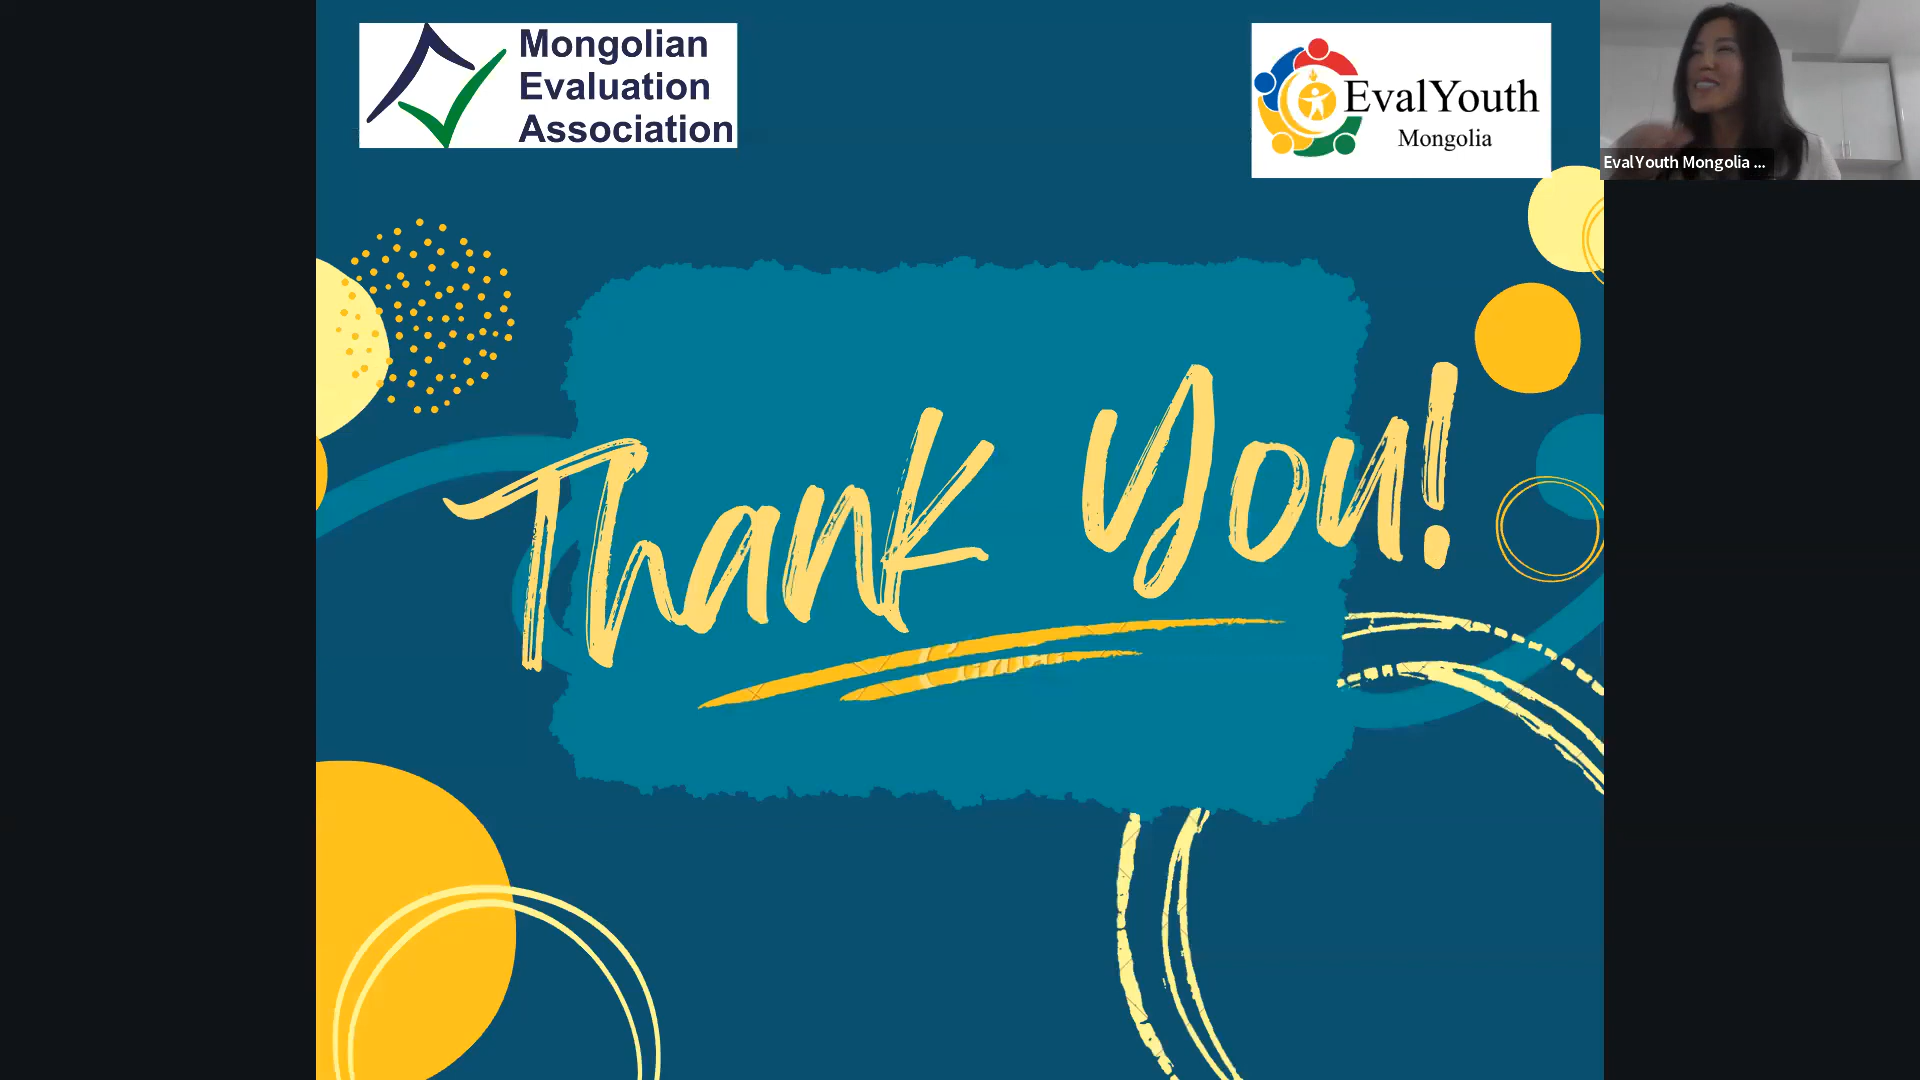 Mongolian
Evaluation
Association
EvalYouth
Mongolia
EvalYouth Mongolia ...
Thank You!